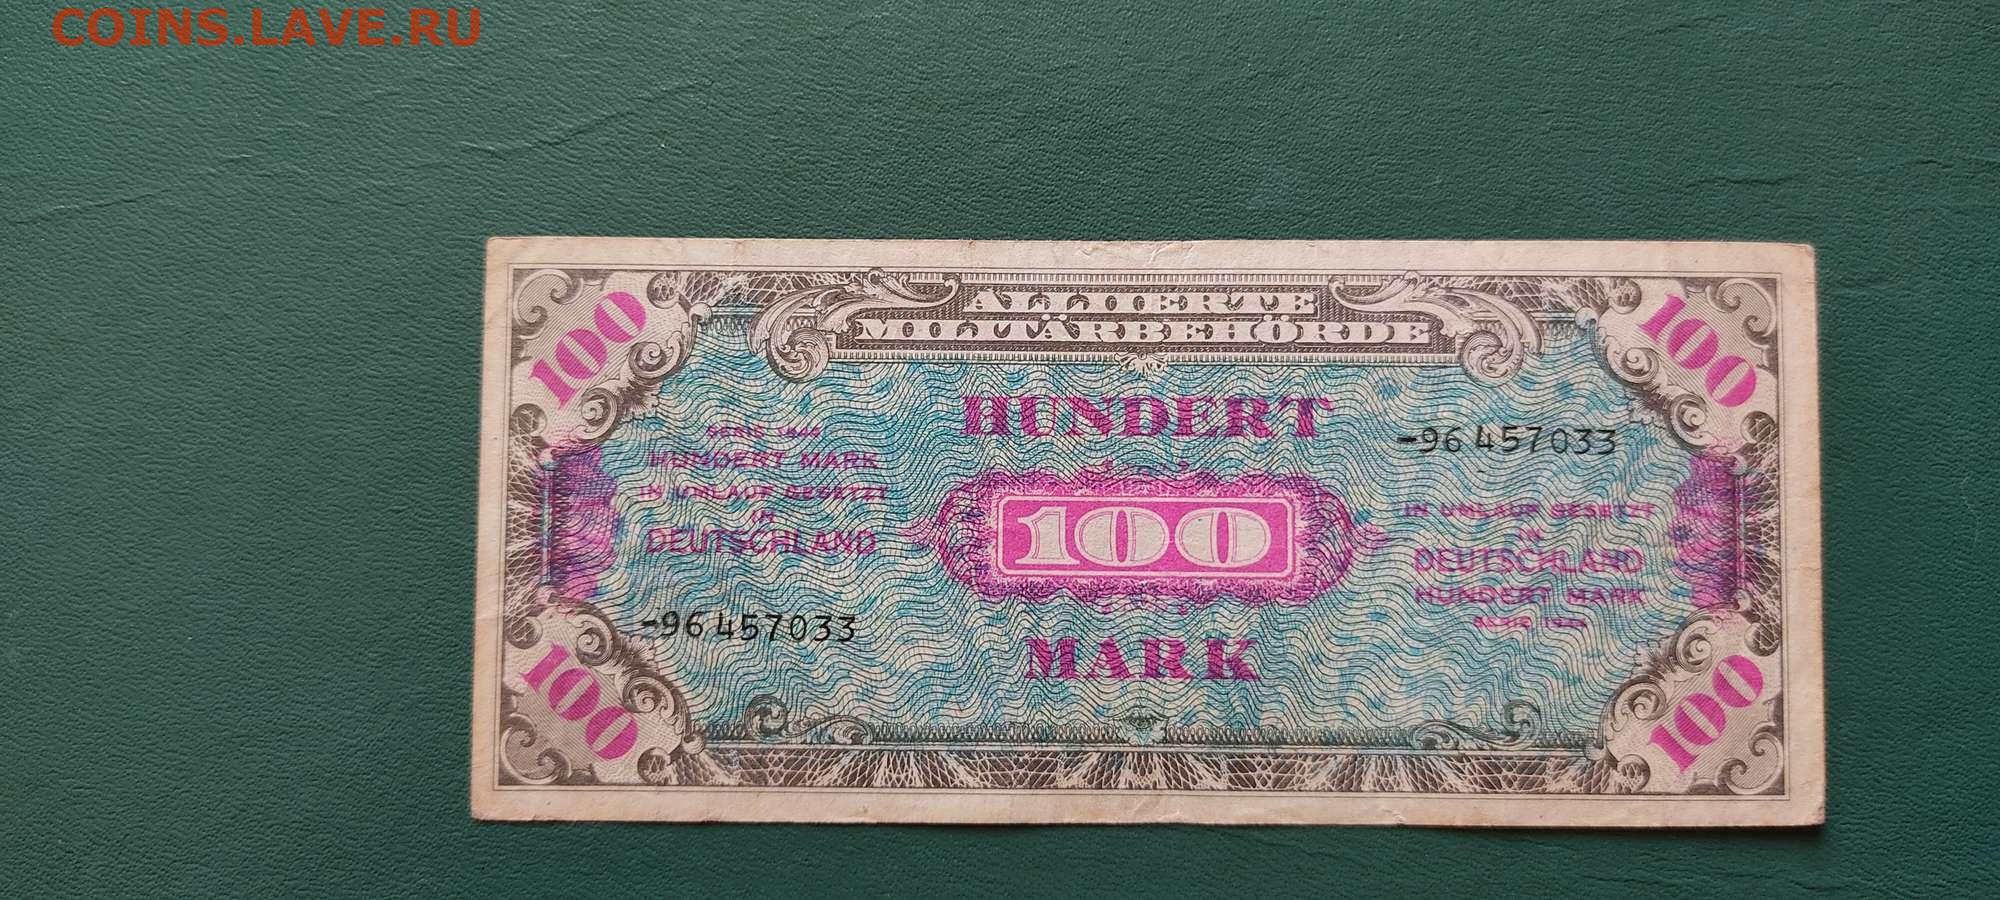 COINS.LAVE.RU
100
ALLIIERTE
MILITÄRBEHÖRDE
100
HUNDERT
SERIE 1944
HUNDERT MARK
IN UMLAUF GESETZT
IN
DEUTSCHLAND
-96457033
100
-96457033
IN UMLAUF GESETZT
IN
DEUTSCHLAND
HUNDERT MARK
SERIE 1944
MARK
100
100